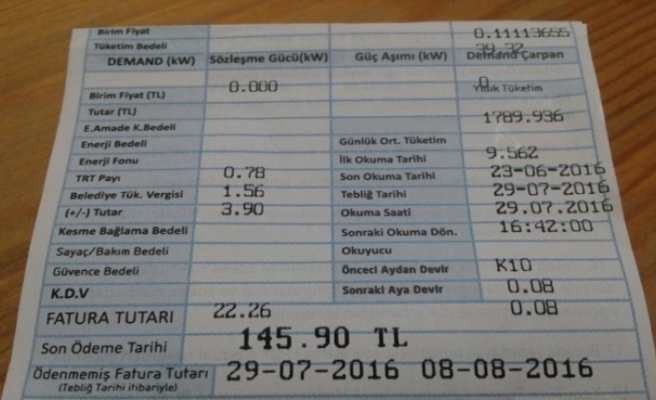 Birim Fiyat 0.11113655
Tüketim Bedeli 39.32
DEMAND (kW) Sözleşme Gücü(kW) Güç Aşımı (kW) Demand Çarpan
0.000 0
Birim Fiyat (TL) Yıllık Tüketim
Tutar (TL) 1789.936
E.Amade K.Bedeli
Enerji Bedeli Günlük Ort. Tüketim
Enerji Fonu İlk Okuma Tarihi 9.562
TRT Payı 0.78 Son Okuma Tarihi 23-06-2016
Belediye Tük. Vergisi 1.56 Tebliğ Tarihi 29-07-2016
(+/-) Tutar 3.90 Okuma Saati 29.07.2016
Kesme Bağlama Bedeli Sonraki Okuma Dön. 16:42:00
Sayaç/Bakım Bedeli Okuyucu
Güvence Bedeli Önceci Aydan Devir K10
K.D.V Sonraki Aya Devir 0.08
FATURA TUTARI 22.26 0.08
Son Ödeme Tarihi 145.90 TL
Ödenmemiş Fatura Tutarı 29-07-2016 08-08-2016
(Tebliğ Tarihi itibariyle)